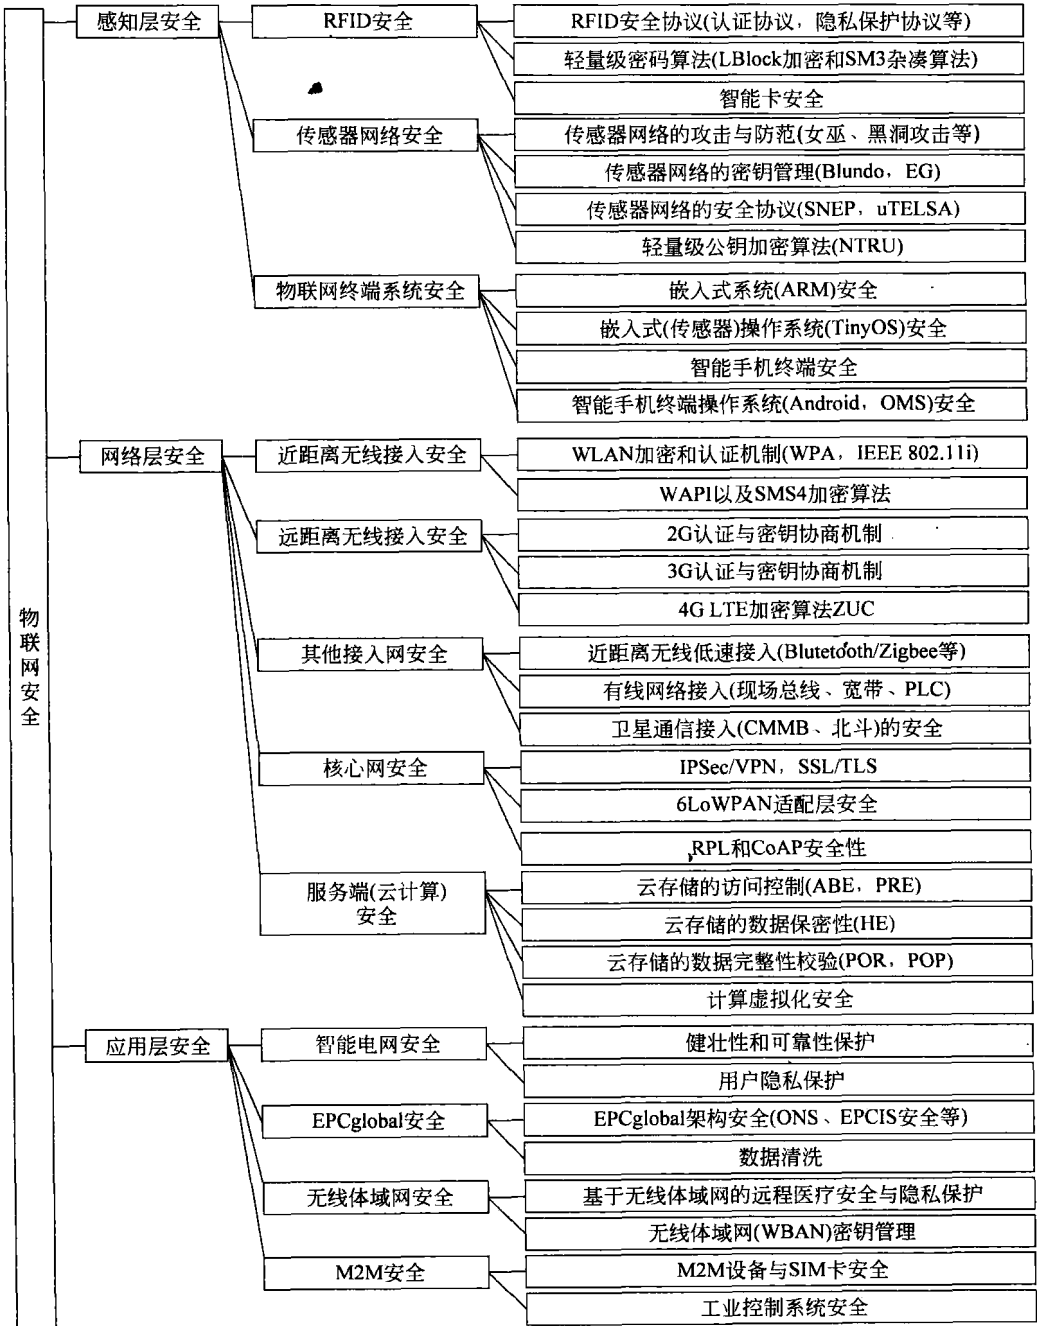 感知层安全
RFID安全
RFID安全协议(认证协议，隐私保护协议等)
轻量级密码算法(LBlock加密和SM3杂凑算法)
智能卡安全
传感器网络安全
传感器网络的攻击与防范(女巫、黑洞攻击等)
传感器网络的密钥管理(Blundo，EG)
传感器网络的安全协议(SNEP，uTELSA)
轻量级公钥加密算法(NTRU)
物联网终端系统安全
嵌入式系统(ARM)安全
嵌入式(传感器)操作系统(TinyOS)安全
智能手机终端安全
智能手机终端操作系统(Android，OMS)安全
网络层安全
近距离无线接入安全
WLAN加密和认证机制(WPA，IEEE 802.11i)
WAPI以及SMS4加密算法
远距离无线接入安全
2G认证与密钥协商机制
3G认证与密钥协商机制
4G LTE加密算法ZUC
物联网安全
其他接入网安全
近距离无线低速接入(Blutetooth/Zigbee等)
有线网络接入(现场总线、宽带、PLC)
卫星通信接入(CMMB、北斗)的安全
核心网安全
IPSec/VPN，SSL/TLS
6LoWPAN适配层安全
RPL和CoAP安全性
服务端(云计算)
安全
云存储的访问控制(ABE，PRE)
云存储的数据保密性(HE)
云存储的数据完整性校验(POR，POP)
计算虚拟化安全
应用层安全
智能电网安全
健壮性和可靠性保护
用户隐私保护
EPCglobal安全
EPCglobal架构安全(ONS、EPCIS安全等)
数据清洗
无线体域网安全
基于无线体域网的远程医疗安全与隐私保护
无线体域网(WBAN)密钥管理
M2M安全
M2M设备与SIM卡安全
工业控制系统安全